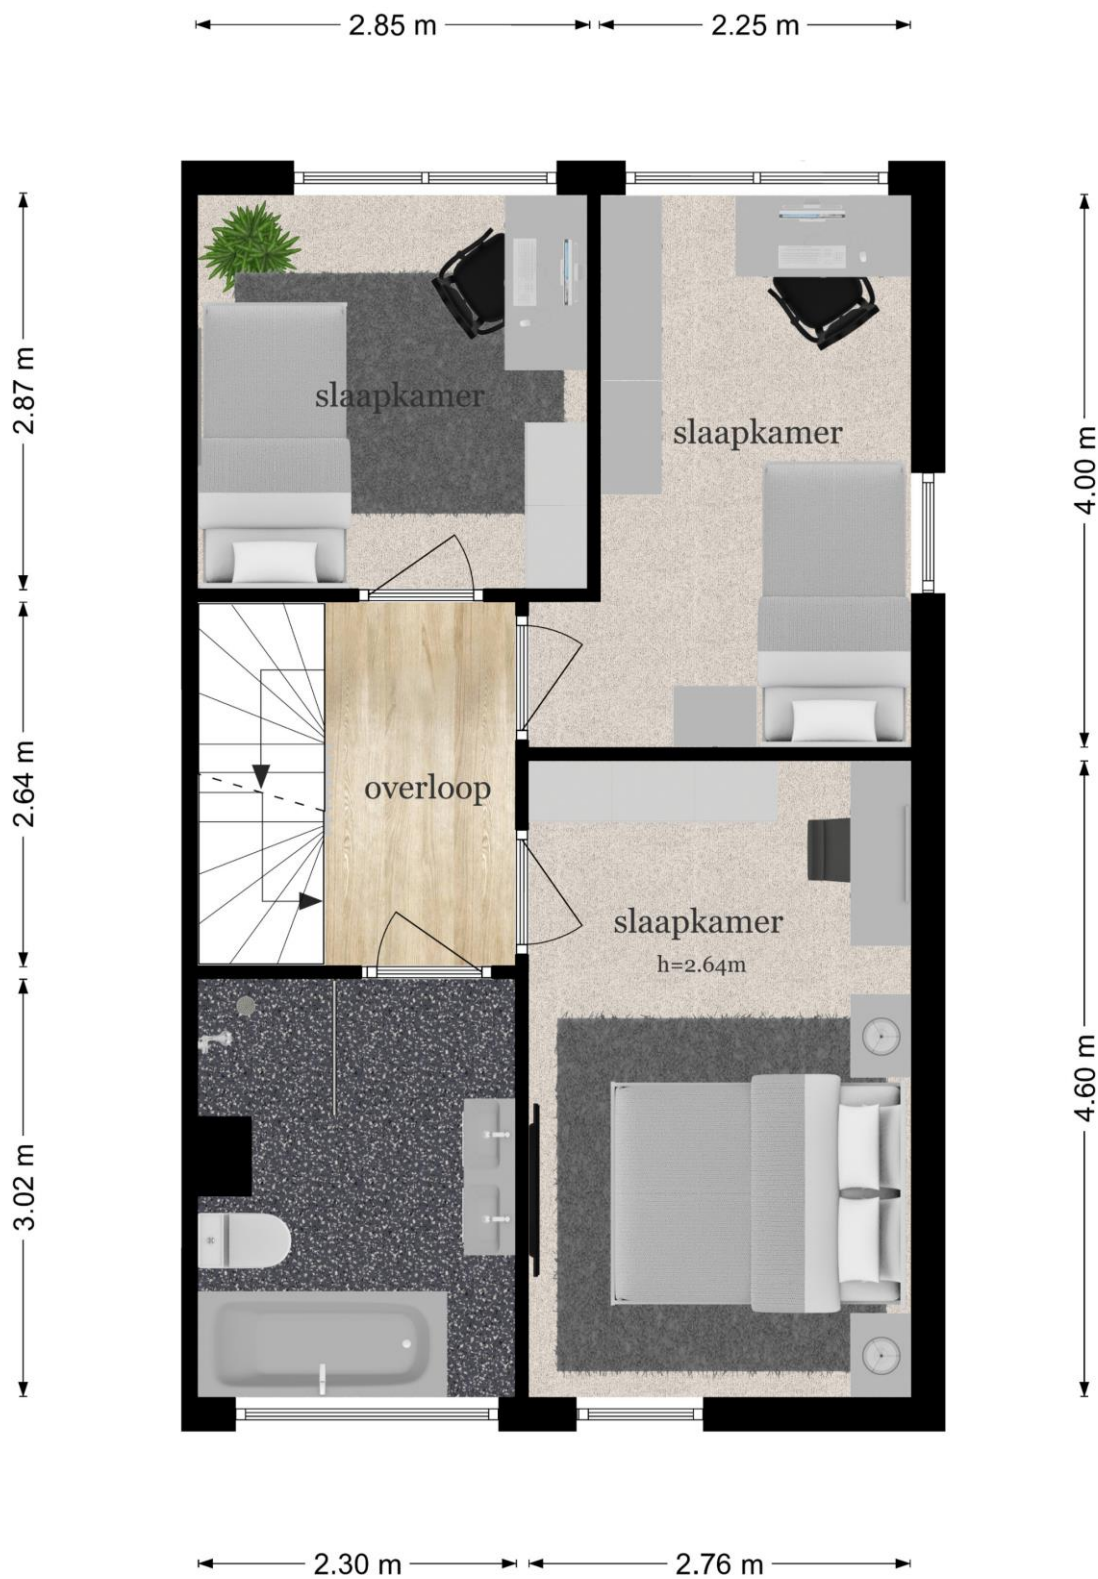 2.85 m
2.25 m
2.87 m
slaapkamer
slaapkamer
4.00 m
2.64 m
overloop
slaapkamer
h=2.64m
4.60 m
3.02 m
2.30 m
2.76 m